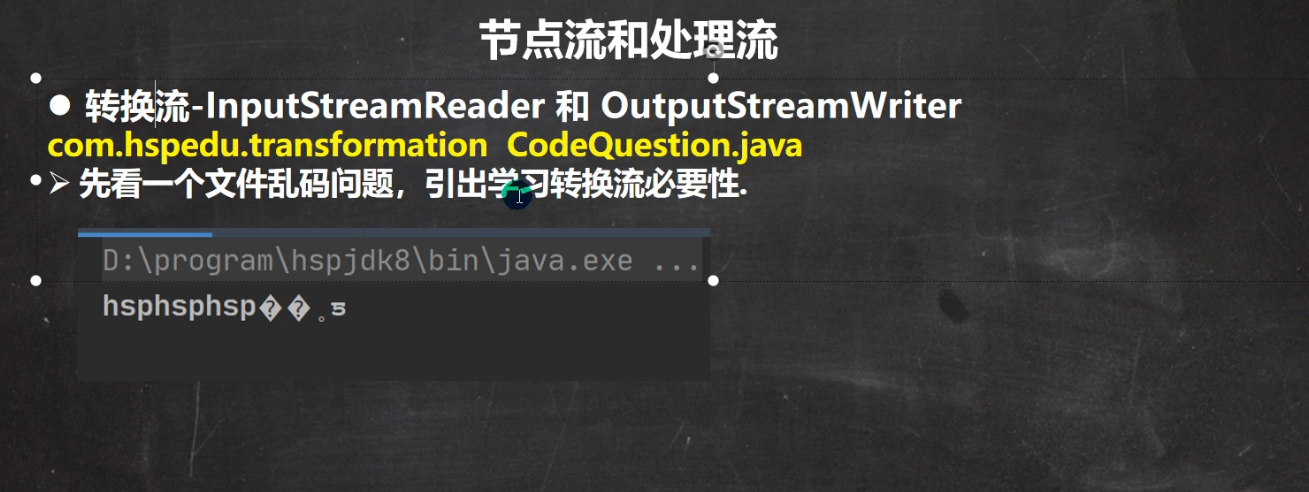 节点流和处理流
● 转换流-InputStreamReader 和 OutputStreamWriter
com.hspedu.transformation CodeQuestion.java
➢ 先看一个文件乱码问题，引出学习转换流必要性.
D:\program\hspjdk8\bin\java.exe ...
hsphsphsp��˳ƽ